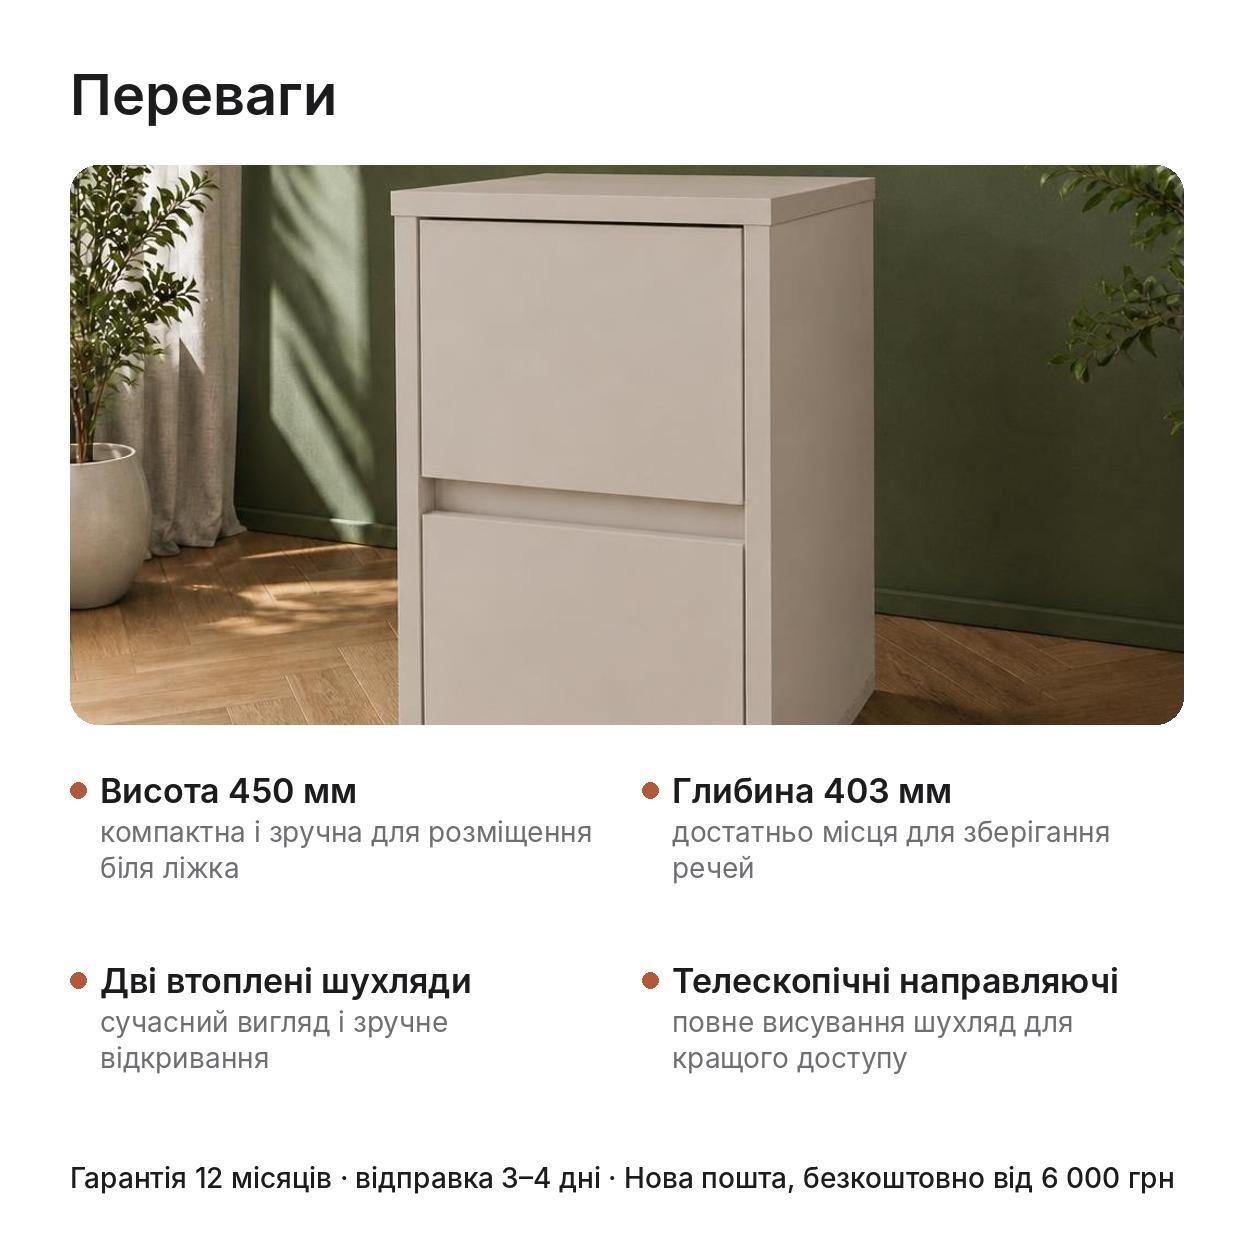 Переваги
Висота 450 мм
компактна і зручна для розміщення
біля ліжка
Глибина 403 мм
достатньо місця для зберігання
речей
Дві втоплені шухляди
сучасний вигляд і зручне
відкривання
Телескопічні направляючі
повне висування шухляд для
кращого доступу
Гарантія 12 місяців · відправка 3–4 дні · Нова пошта, безкоштовно від 6 000 грн